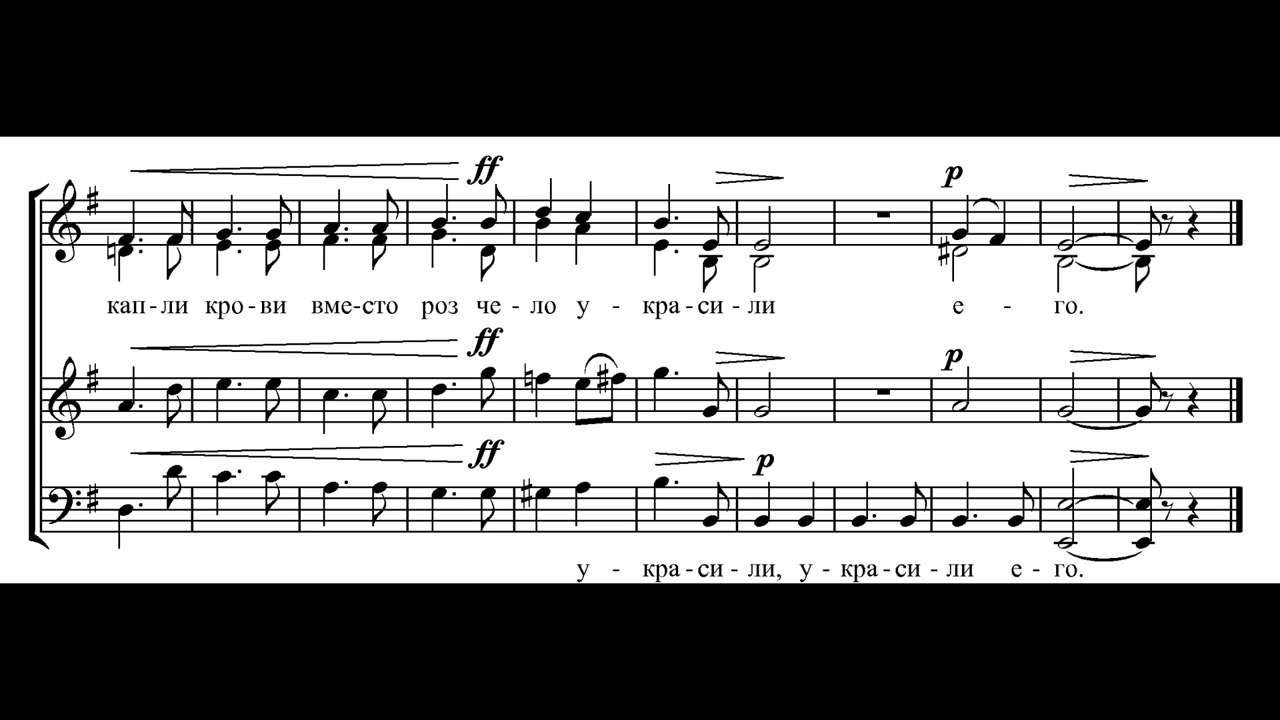 ff
кап-ли кро-ви вме-сто роз че-ло у-кра-си-ли е-го.
p
ff
p
ff
p
у-кра-си-ли, у-кра-си-ли е-го.